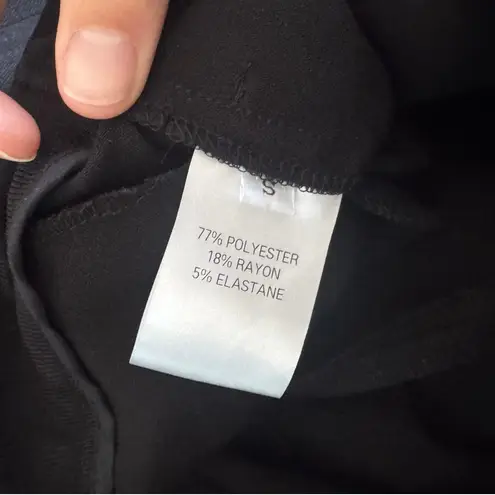 S
77% POLYESTER
18% RAYON
5% ELASTANE